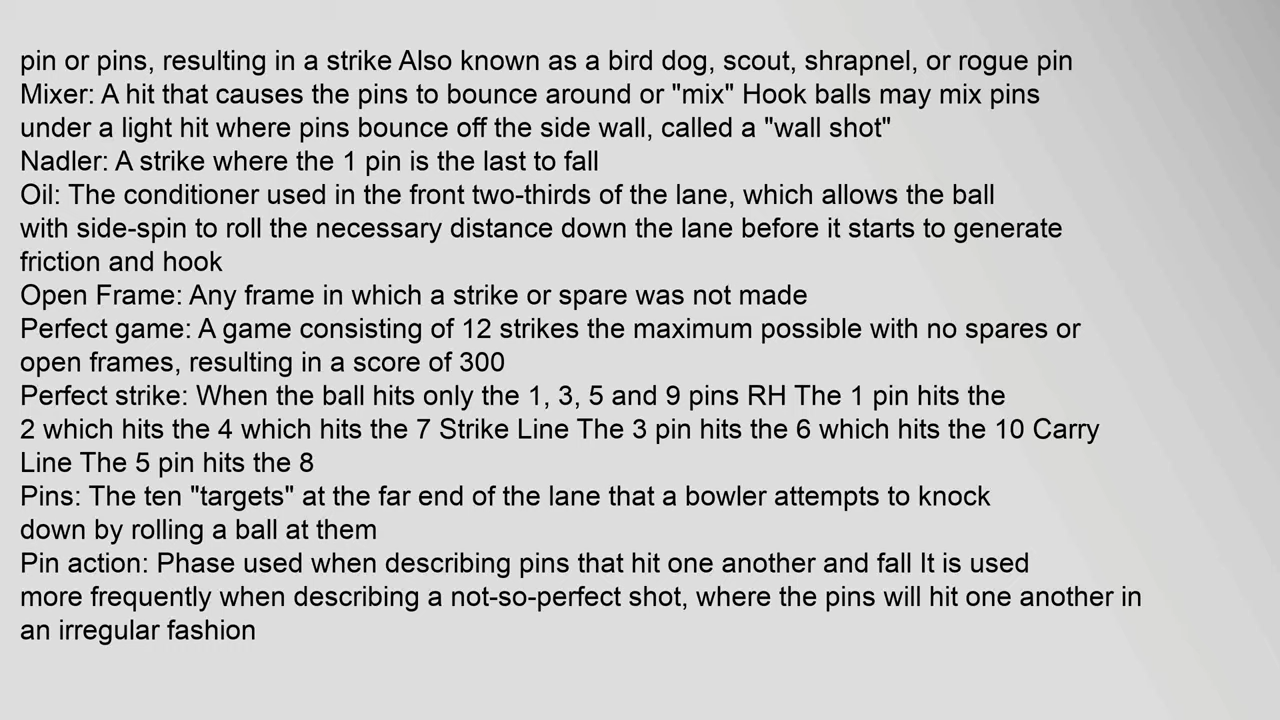 pin or pins, resulting in a strike Also known as a bird dog, scout, shrapnel, or rogue pin
Mixer: A hit that causes the pins to bounce around or "mix" Hook balls may mix pins
under a light hit where pins bounce off the side wall, called a "wall shot"
Nadler: A strike where the 1 pin is the last to fall
Oil: The conditioner used in the front two-thirds of the lane, which allows the ball
with side-spin to roll the necessary distance down the lane before it starts to generate
friction and hook
Open Frame: Any frame in which a strike or spare was not made
Perfect game: A game consisting of 12 strikes the maximum possible with no spares or
open frames, resulting in a score of 300
Perfect strike: When the ball hits only the 1, 3, 5 and 9 pins RH The 1 pin hits the
2 which hits the 4 which hits the 7 Strike Line The 3 pin hits the 6 which hits the 10 Carry
Line The 5 pin hits the 8
Pins: The ten "targets" at the far end of the lane that a bowler attempts to knock
down by rolling a ball at them
Pin action: Phase used when describing pins that hit one another and fall It is used
more frequently when describing a not-so-perfect shot, where the pins will hit one another in
an irregular fashion